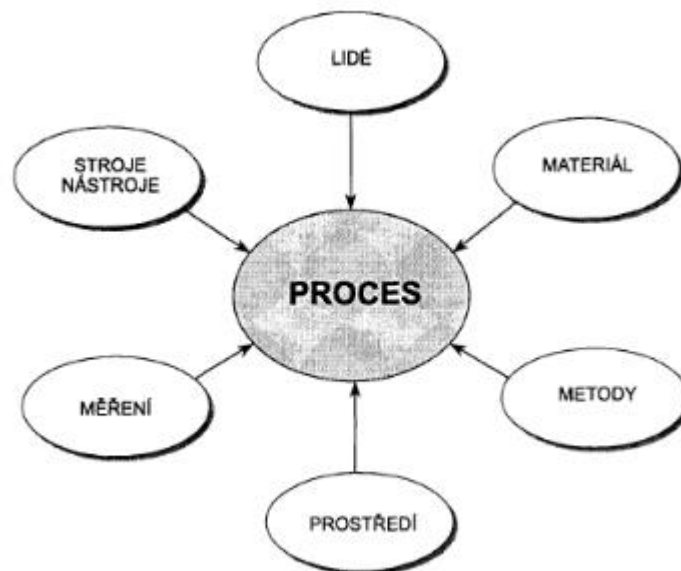 LIDÉ
STROJE
NÁSTROJE
MATERIÁL
PROCES
MĚŘENÍ
METODY
PROSTŘEDÍ